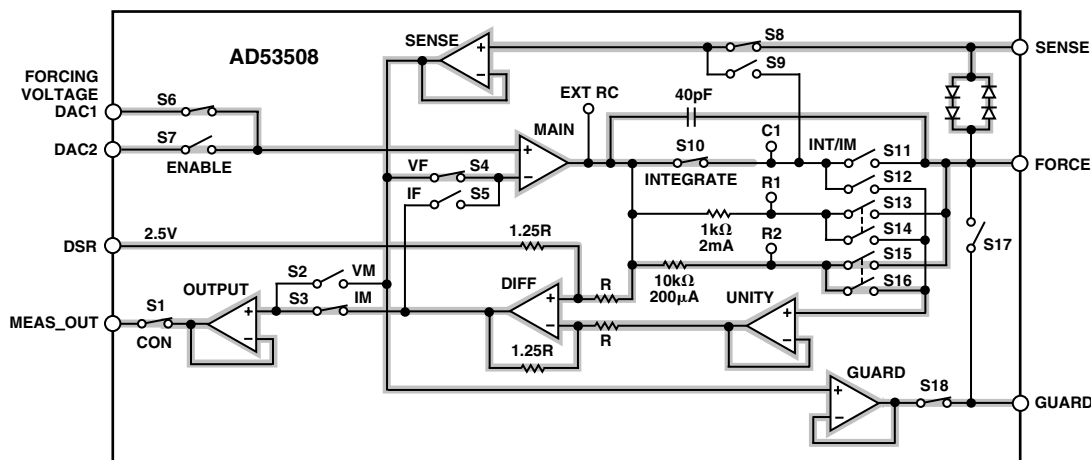 AD53508
SENSE
S8
SENSE
S9
FORCING
VOLTAGE
DAC1
S6
EXT RC
40pF
DAC2
S7
ENABLE
MAIN
C1
INT/IM
VF
S4
S10
S11
FORCE
IF
S5
INTEGRATE
S12
R1
S13
1kΩ
2mA
S14
DSR
2.5V
1.25R
R2
S15
S17
S2
VM
DIFF
R
10kΩ
200μA
S16
S3
IM
OUTPUT
UNITY
MEAS_OUT
S1
CON
R
1.25R
GUARD
S18
GUARD
+
−
+
−
+
−
+
−
+
−
+
−